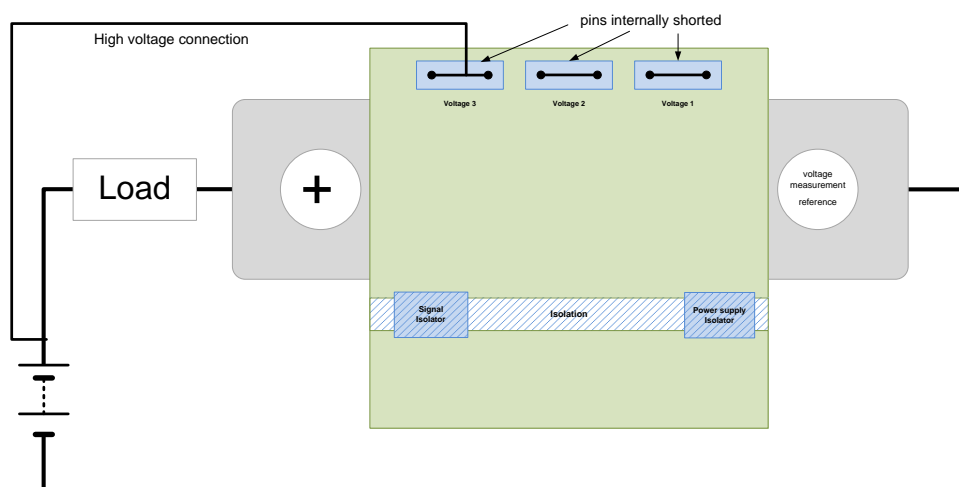 pins internally shorted
High voltage connection
Voltage 3
Voltage 2
Voltage 1
Load
+
voltage
measurement
reference
Signal
Isolator
Isolation
Power supply
Isolator